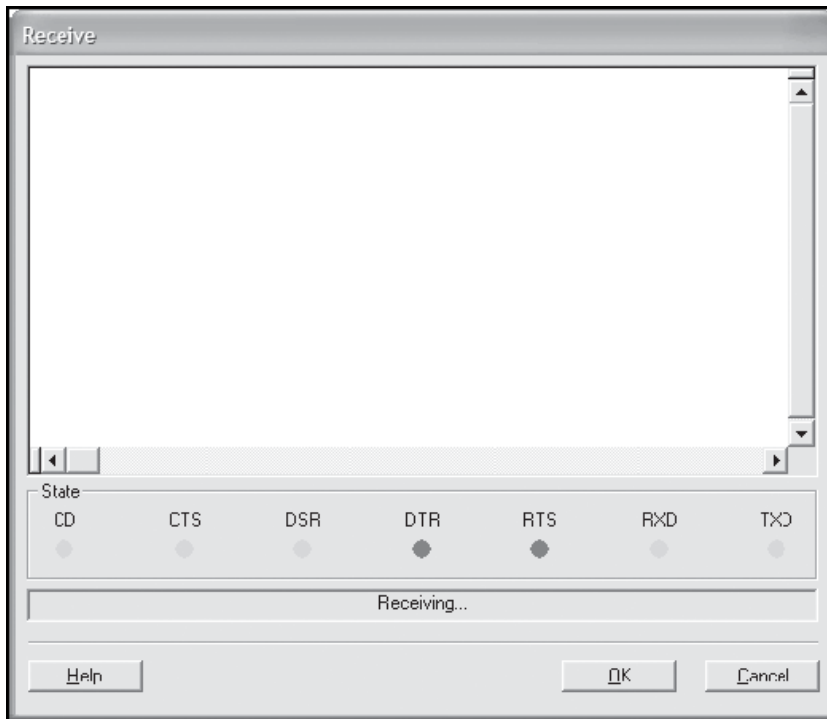 Receive
State
CD CTS DSR DTR RTS RXD TXD
Receiving...
Help OK Cancel